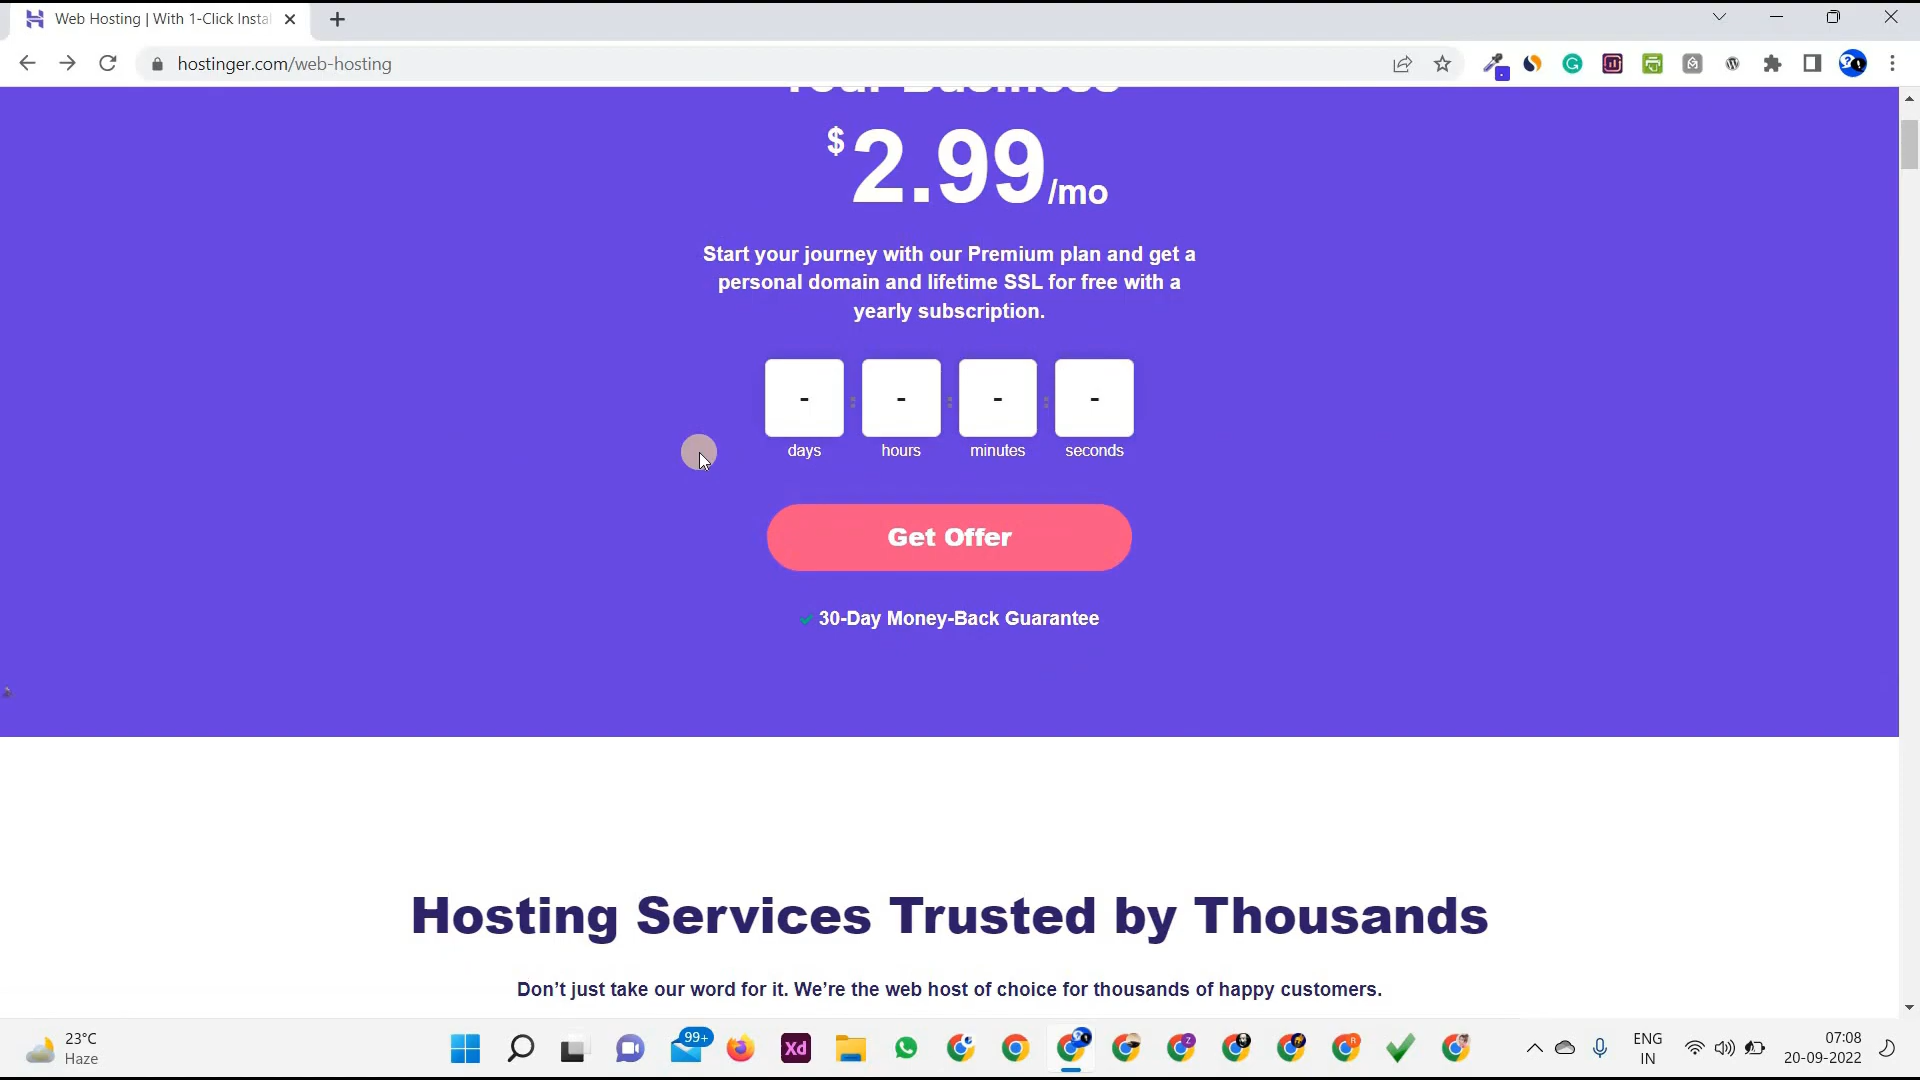 Web Hosting | With 1-Click Insta
hostinger.com/web-hosting
Your Business
$2.99/mo
Start your journey with our Premium plan and get a
personal domain and lifetime SSL for free with a
yearly subscription.
- : - : - : -
days hours minutes seconds
Get Offer
30-Day Money-Back Guarantee
Hosting Services Trusted by Thousands
Don’t just take our word for it. We’re the web host of choice for thousands of happy customers.
23°C
Haze
99+
Xd
ENG
IN
07:08
20-09-2022